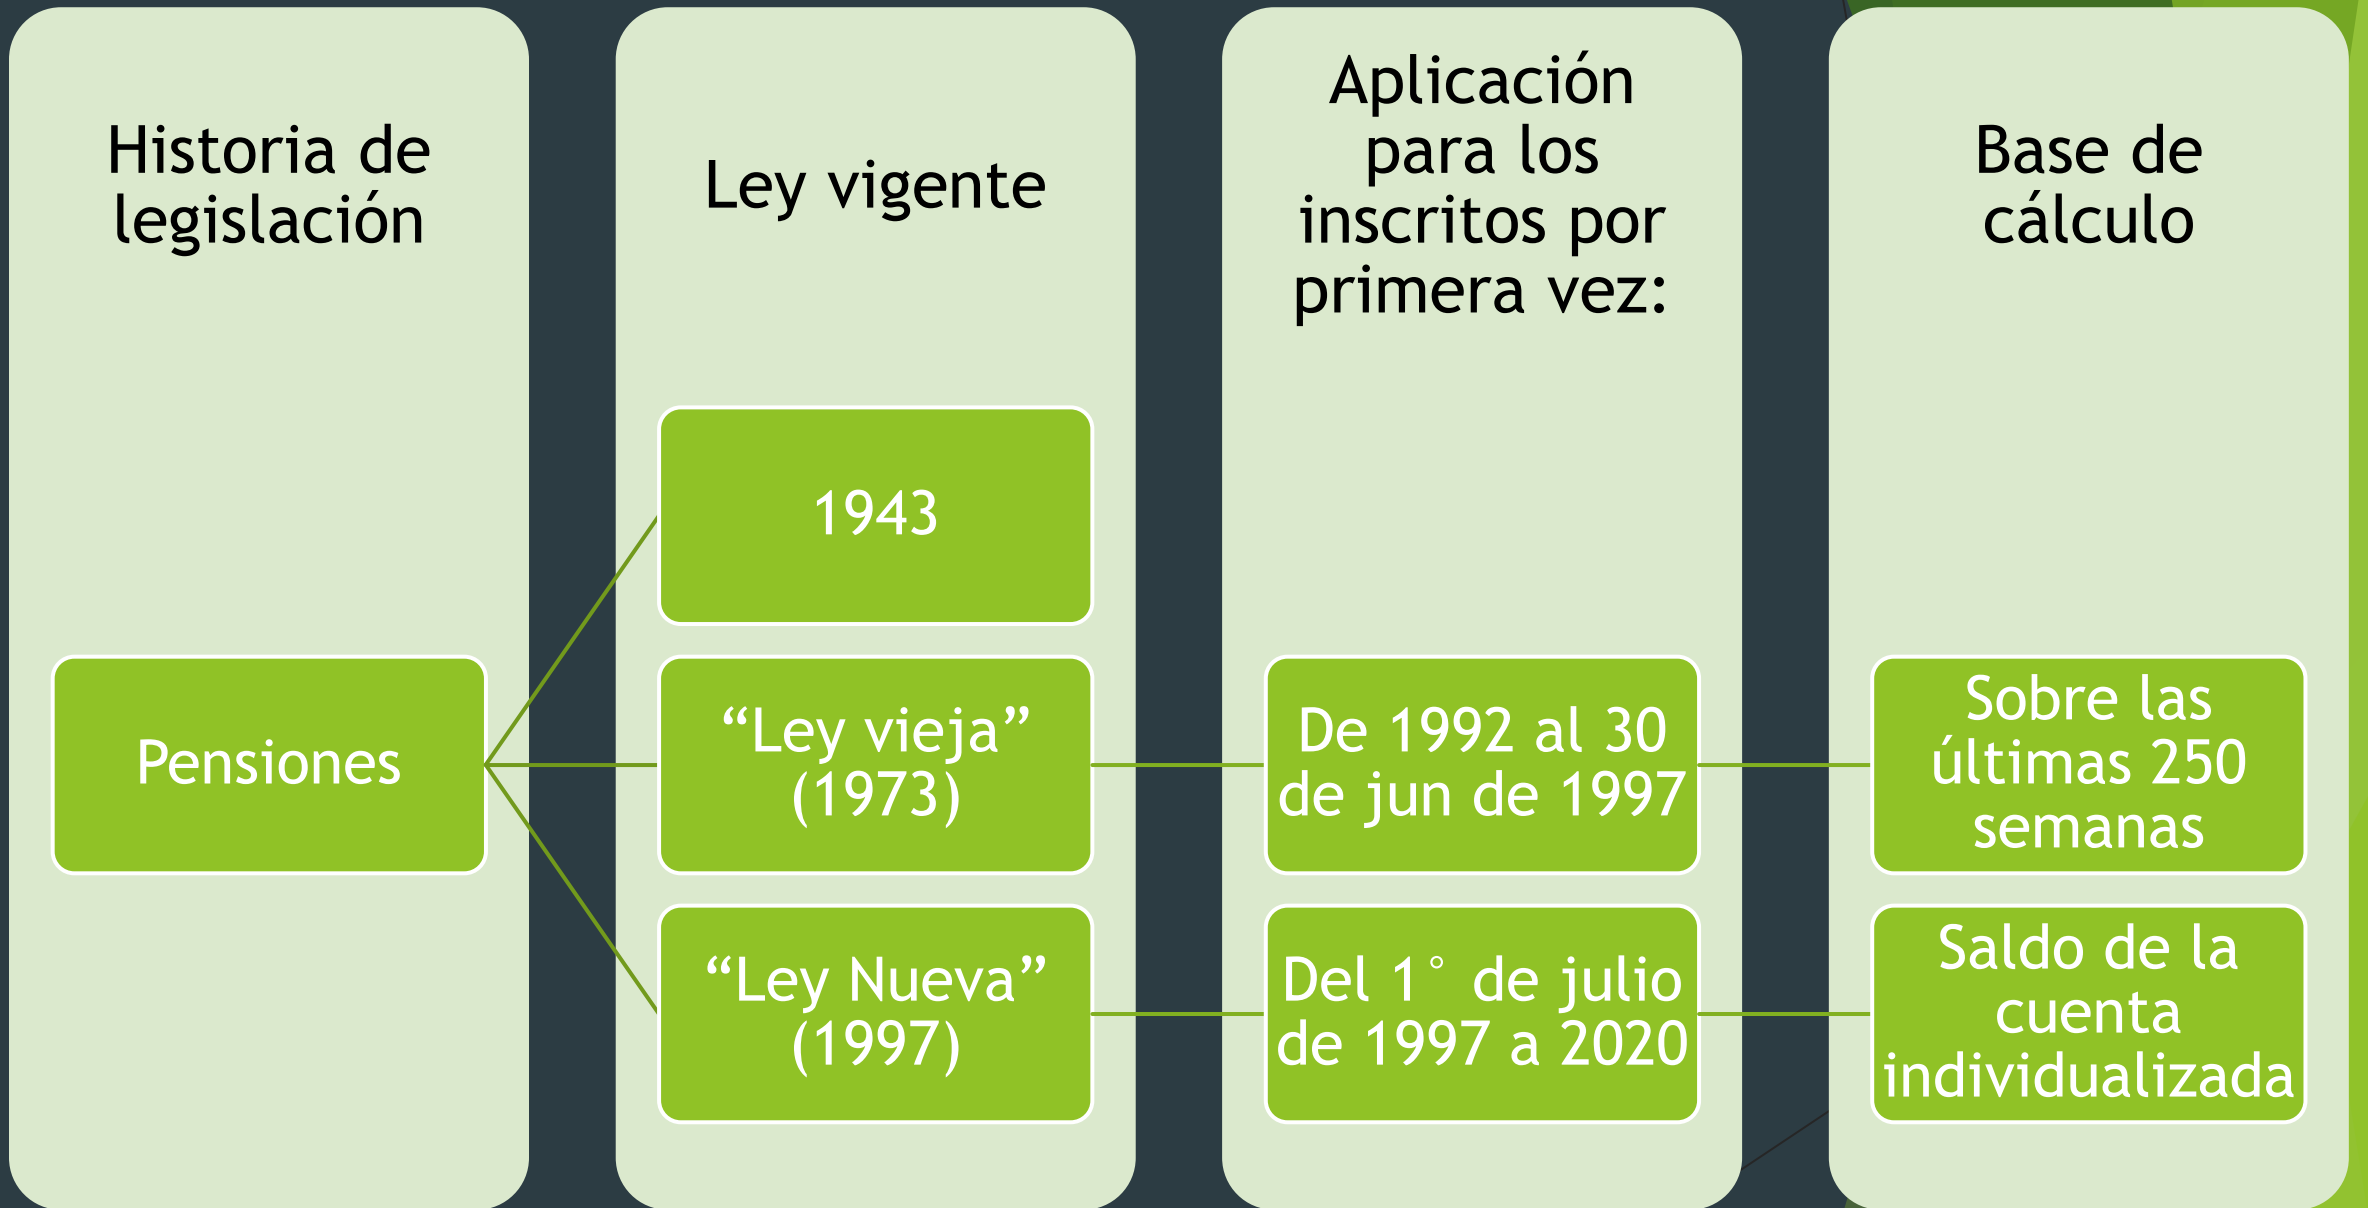 Historia de
legislación
Ley vigente
Aplicación
para los
inscritos por
primera vez:
Base de
cálculo
Pensiones
1943
“Ley vieja”
(1973)
De 1992 al 30
de jun de 1997
Sobre las
últimas 250
semanas
“Ley Nueva”
(1997)
Del 1° de julio
de 1997 a 2020
Saldo de la
cuenta
individualizada